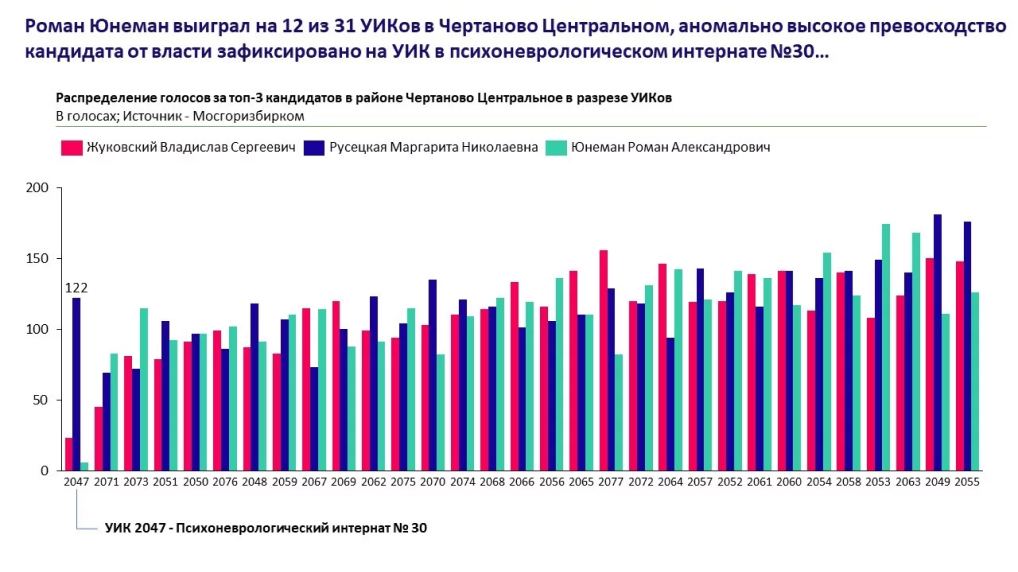 Роман Юнеман выиграл на 12 из 31 УИКов в Чертаново Центральном, аномально высокое превосходство
кандидата от власти зафиксировано на УИК в психоневрологическом интернате №30...
Распределение голосов за топ-3 кандидатов в районе Чертаново Центральное в разрезе УИКов
В голосах; Источник - Мосгоризбирком
Жуковский Владислав Сергеевич Русецкая Маргарита Николаевна Юнеман Роман Александрович
200
150
122
100
50
0
2047 2071 2073 2051 2050 2076 2048 2059 2067 2069 2062 2075 2070 2074 2068 2066 2056 2065 2077 2072 2064 2057 2052 2061 2060 2054 2058 2053 2063 2049 2055
УИК 2047 - Психоневрологический интернат № 30